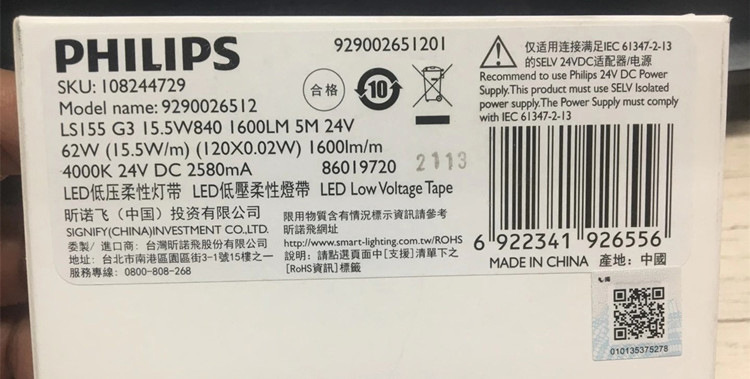 PHILIPS
SKU: 108244729
Model name: 9290026512
LS155 G3 15.5W840 1600LM 5M 24V
62W (15.5W/m) (120X0.02W) 1600lm/m
4000K 24V DC 2580mA
86019720 2113
LED低压柔性灯带 LED低壓柔性燈帶 LED Low Voltage Tape
昕诺飞（中国）投资有限公司
SIGNIFY(CHINA)INVESTMENT CO.,LTD.
委製/ 進口商: 台灣昕諾飛股份有限公司
地址: 台北市南港區園區街3-1號15樓之一
服務專線: 0800-808-268
929002651201
合格
10
仅适用连接满足IEC 61347-2-13
的SELV 24VDC适配器/电源
Recommend to use Philips 24V DC Power
Supply.This product must use SELV Isolated
power supply.The Power Supply must comply
with IEC 61347-2-13
限用物質含有情況標示資訊請參考
昕諾飛網址
http://www.smart-lighting.com.tw/ROHS
說明: 請點選頁面中[支援]清單下之
[RoHS資訊]標籤
6 922341 926556
MADE IN CHINA 產地: 中國
010135375278